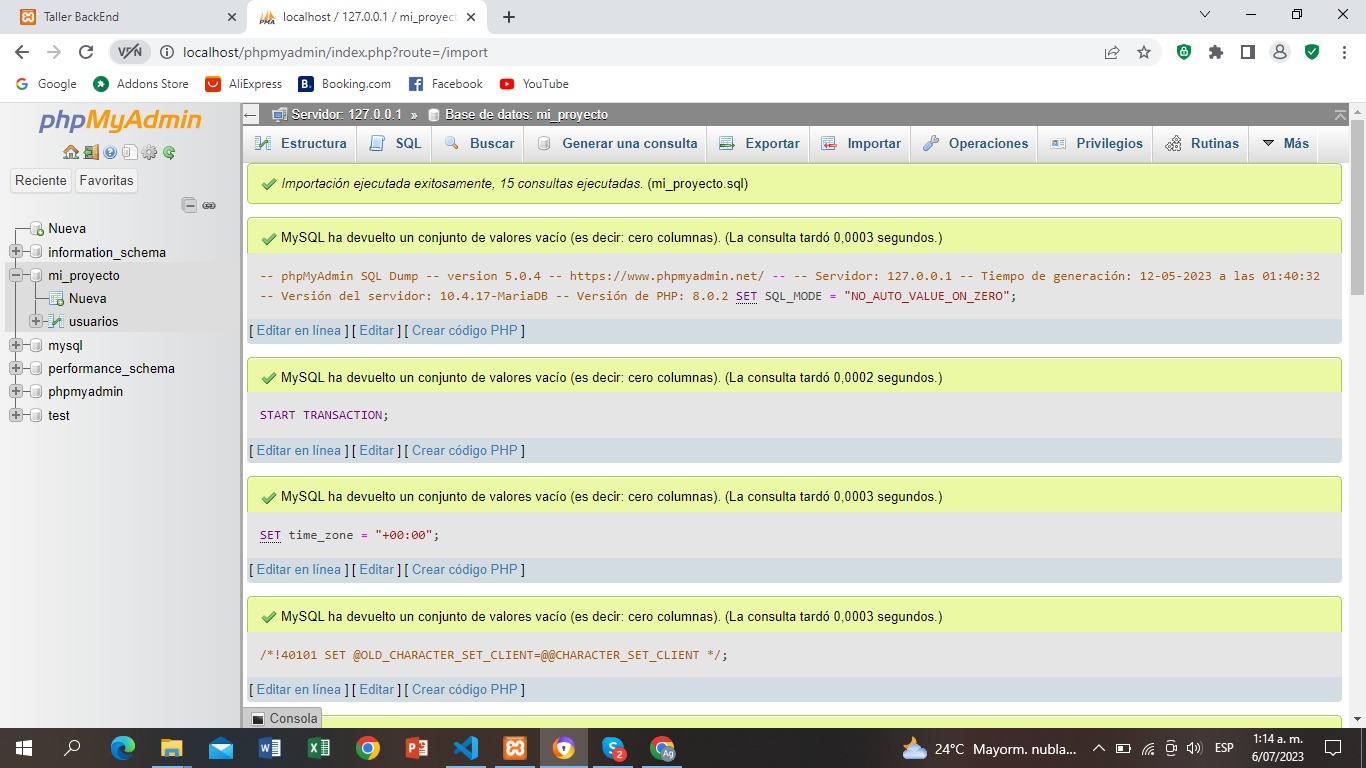 Taller BackEnd
localhost / 127.0.0.1 / mi_proyect
localhost/phpmyadmin/index.php?route=/import
VPN
Google
Addons Store
AliExpress
Booking.com
Facebook
YouTube
phpMyAdmin
Reciente
Favoritas
Nueva
information_schema
mi_proyecto
Nueva
usuarios
mysql
performance_schema
phpmyadmin
test
Servidor: 127.0.0.1 » Base de datos: mi_proyecto
Estructura
SQL
Buscar
Generar una consulta
Exportar
Importar
Operaciones
Privilegios
Rutinas
Más
Importación ejecutada exitosamente, 15 consultas ejecutadas. (mi_proyecto.sql)
MySQL ha devuelto un conjunto de valores vacío (es decir: cero columnas). (La consulta tardó 0,0003 segundos.)
-- phpMyAdmin SQL Dump -- version 5.0.4 -- https://www.phpmyadmin.net/ -- -- Servidor: 127.0.0.1 -- Tiempo de generación: 12-05-2023 a las 01:40:32
-- Versión del servidor: 10.4.17-MariaDB -- Versión de PHP: 8.0.2 SET SQL_MODE = "NO_AUTO_VALUE_ON_ZERO";
[ Editar en línea ] [ Editar ] [ Crear código PHP ]
MySQL ha devuelto un conjunto de valores vacío (es decir: cero columnas). (La consulta tardó 0,0002 segundos.)
START TRANSACTION;
[ Editar en línea ] [ Editar ] [ Crear código PHP ]
MySQL ha devuelto un conjunto de valores vacío (es decir: cero columnas). (La consulta tardó 0,0003 segundos.)
SET time_zone = "+00:00";
[ Editar en línea ] [ Editar ] [ Crear código PHP ]
MySQL ha devuelto un conjunto de valores vacío (es decir: cero columnas). (La consulta tardó 0,0003 segundos.)
/*!40101 SET @OLD_CHARACTER_SET_CLIENT=@@CHARACTER_SET_CLIENT */;
[ Editar en línea ] [ Editar ] [ Crear código PHP ]
Consola
24°C Mayorm. nubla...
ESP
1:14 a. m.
6/07/2023